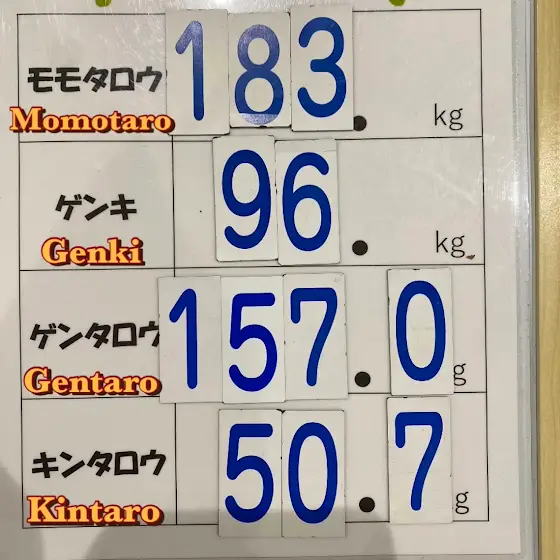 モモタロウ 183. kg
Momotaro
ゲンキ 96. kg
Genki
ゲンタロウ 157.0 g
Gentaro
キンタロウ 50.7 g
Kintaro